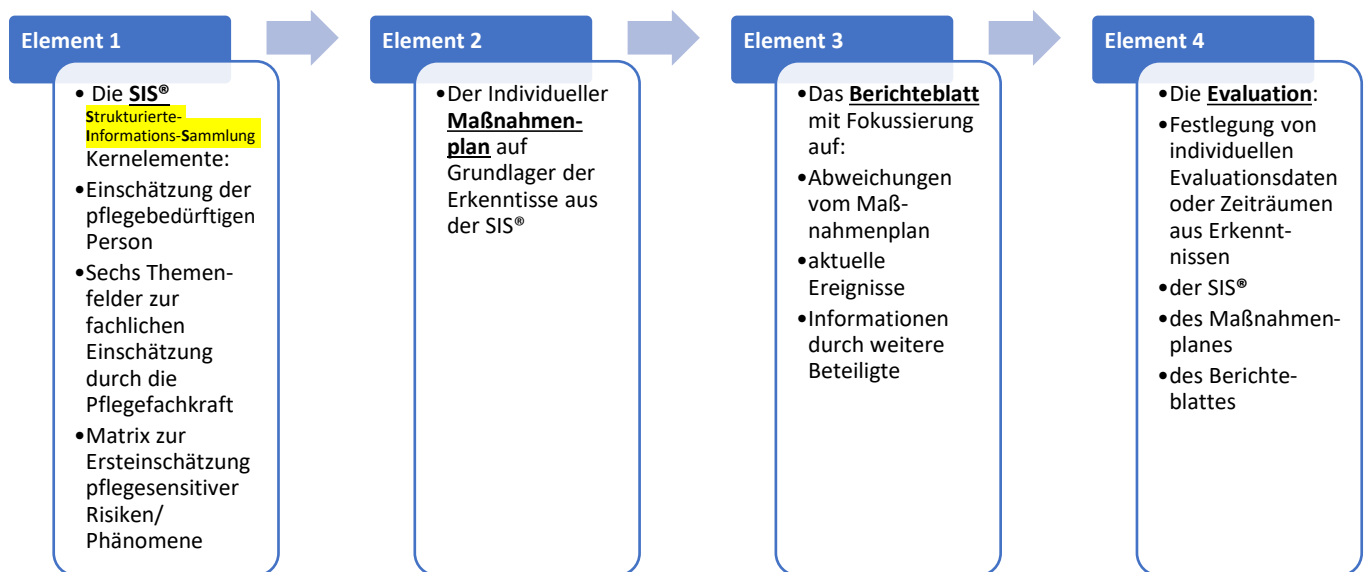 Element 1
• Die SIS®
Strukturierte-
Informations-Sammlung
Kernelemente:
•Einschätzung der
pflegebedürftigen
Person
•Sechs Themen-
felder zur
fachlichen
Einschätzung
durch die
Pflegefachkraft
•Matrix zur
Ersteinschätzung
pflegesensitiver
Risiken/
Phänomene
Element 2
•Der Individueller
Maßnahmen-
plan auf
Grundlager der
Erkenntisse aus
der SIS®
Element 3
•Das Berichteblatt
mit Fokussierung
auf:
•Abweichungen
vom Maß-
nahmenplan
•aktuelle
Ereignisse
•Informationen
durch weitere
Beteiligte
Element 4
•Die Evaluation:
•Festlegung von
individuellen
Evaluationsdaten
oder Zeiträumen
aus Erkennt-
nissen
•der SIS®
•des Maßnahmen-
planes
•des Berichte-
blattes